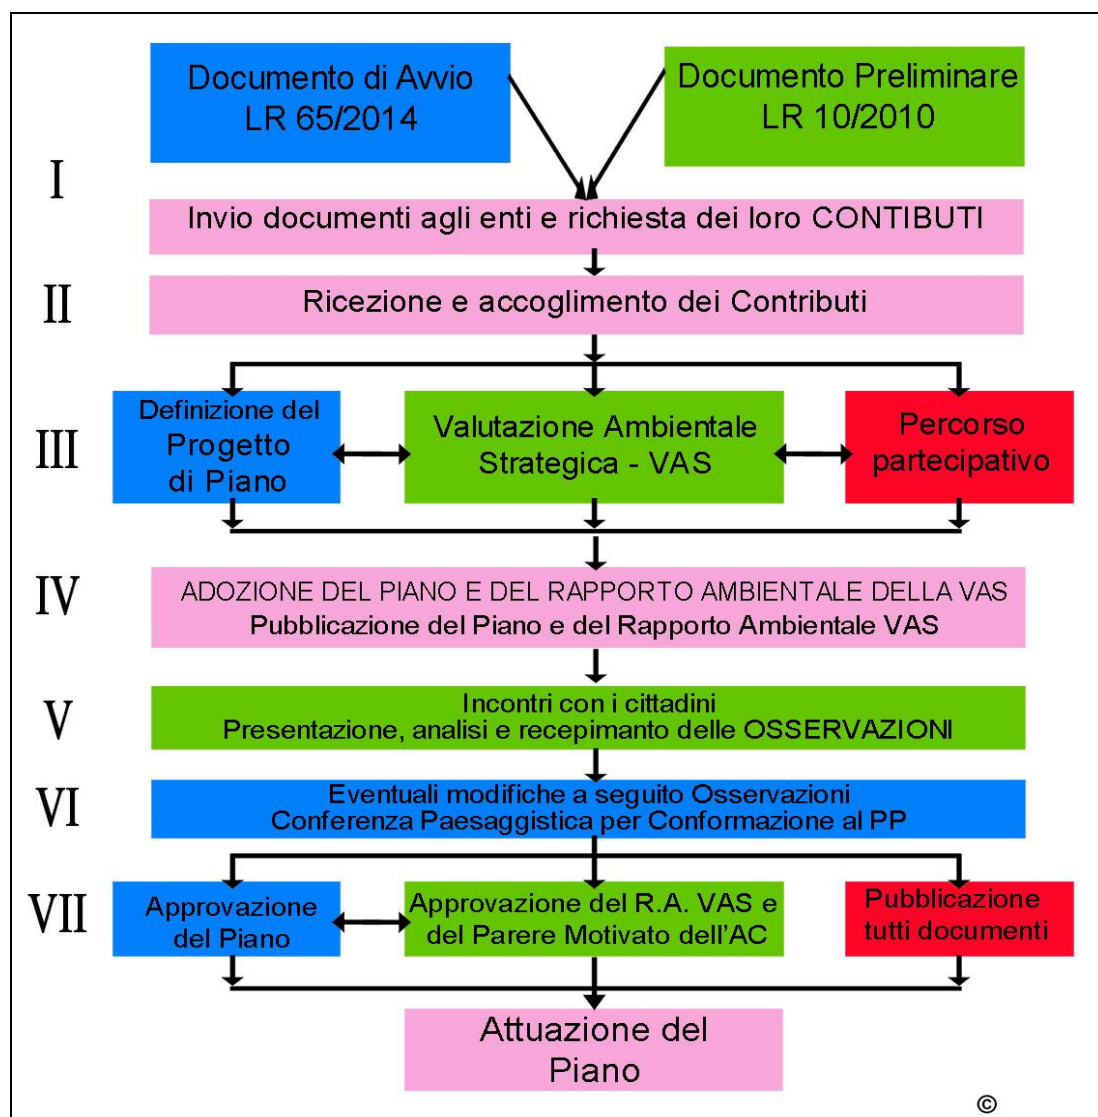 Documento di Avvio
LR 65/2014
Documento Preliminare
LR 10/2010
I
Invio documenti agli enti e richiesta dei loro CONTIBUTI
II
Ricezione e accoglimento dei Contributi
III
Definizione del
Progetto
di Piano
Valutazione Ambientale
Strategica - VAS
Percorso
partecipativo
IV
ADOZIONE DEL PIANO E DEL RAPPORTO AMBIENTALE DELLA VAS
Pubblicazione del Piano e del Rapporto Ambientale VAS
V
Incontri con i cittadini
Presentazione, analisi e recepimanto delle OSSERVAZIONI
VI
Eventuali modifiche a seguito Osservazioni
Conferenza Paesaggistica per Conformazione al PP
VII
Approvazione
del Piano
Approvazione del R.A. VAS e
del Parere Motivato dell'AC
Pubblicazione
tutti documenti
Attuazione del
Piano
©